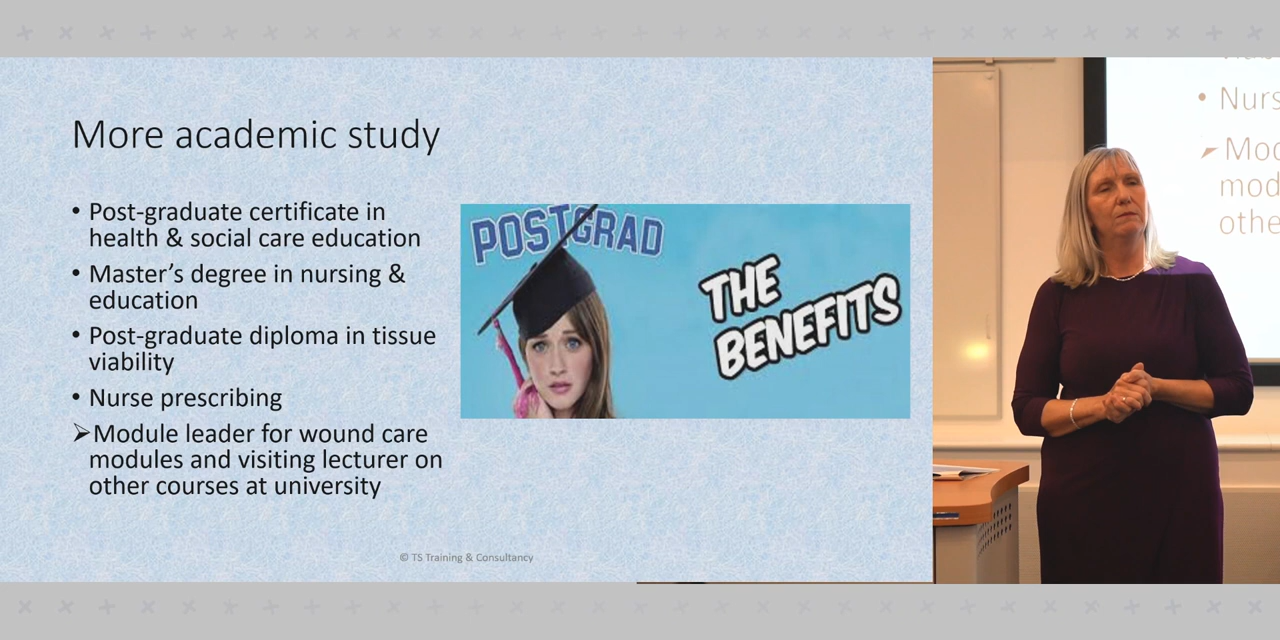 More academic study
• Post-graduate certificate in
health & social care education
• Master’s degree in nursing &
education
• Post-graduate diploma in tissue
viability
• Nurse prescribing
➢Module leader for wound care
modules and visiting lecturer on
other courses at university
POSTGRAD
THE
BENEFITS
© TS Training & Consultancy
• Nurs
➢Mod
mod
othe